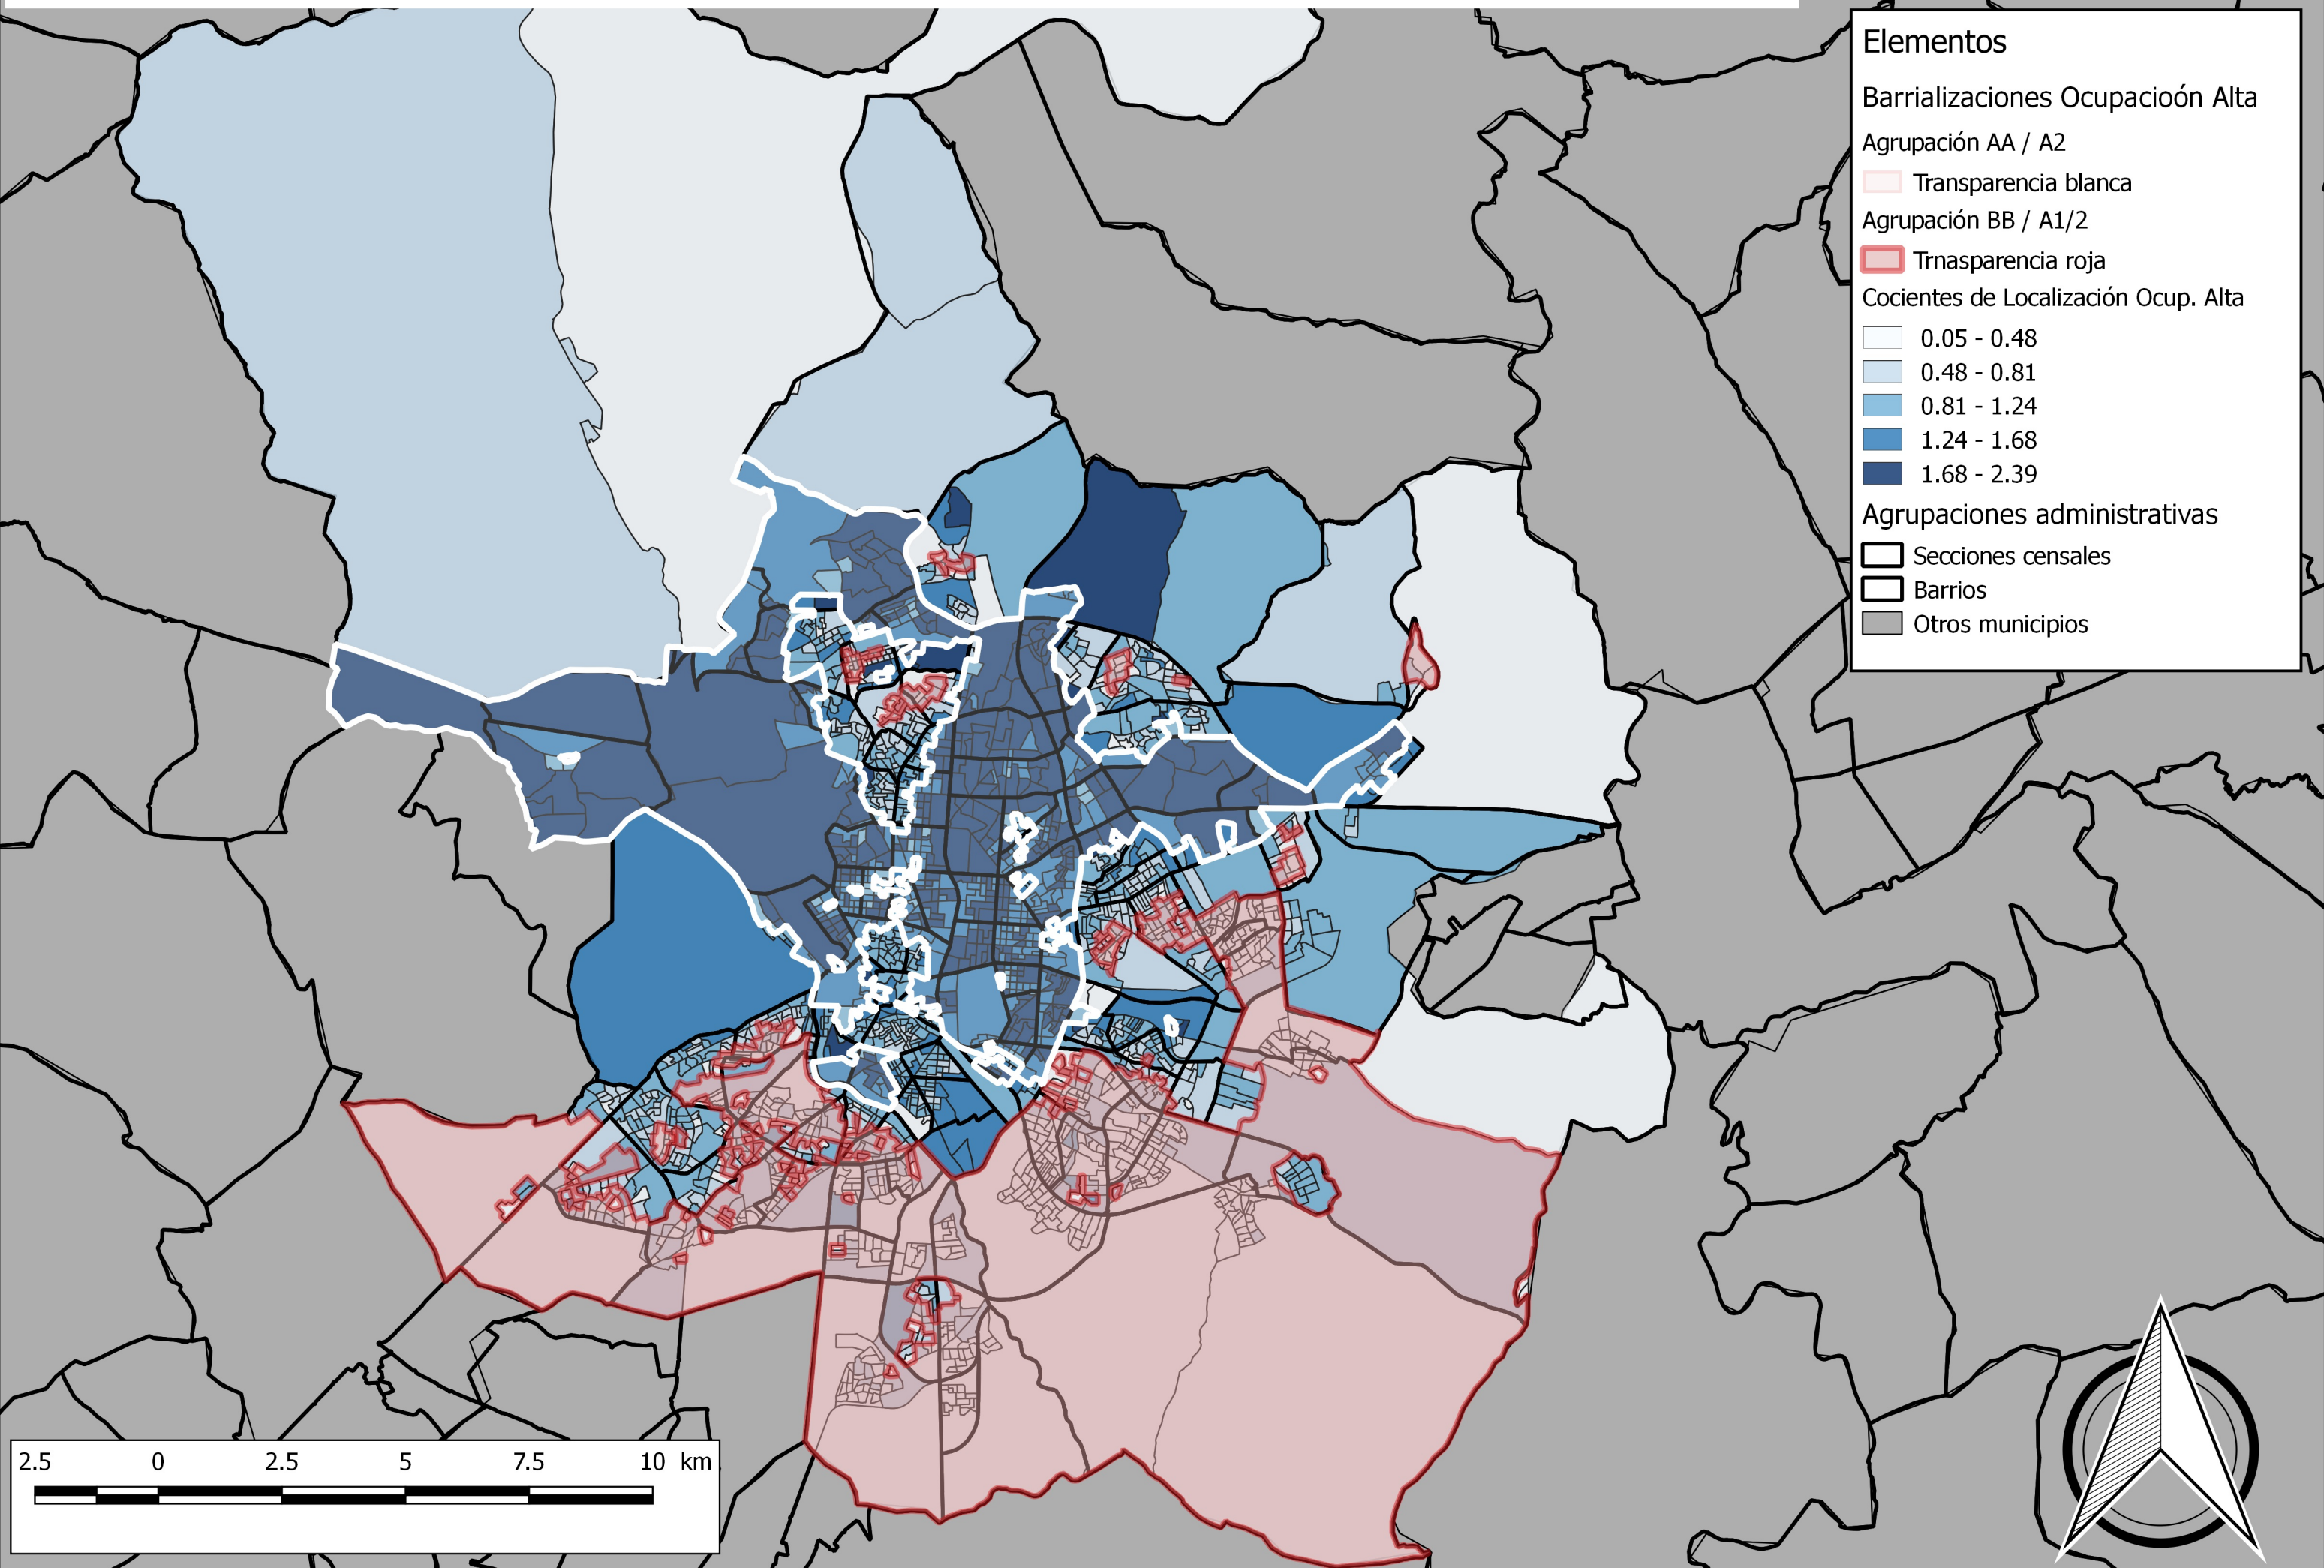 Elementos
Barrializaciones Ocupacioón Alta
Agrupación AA / A2
Transparencia blanca
Agrupación BB / A1/2
Trnasparencia roja
Cocientes de Localización Ocup. Alta
0.05 - 0.48
0.48 - 0.81
0.81 - 1.24
1.24 - 1.68
1.68 - 2.39
Agrupaciones administrativas
Secciones censales
Barrios
Otros municipios
2.5 0 2.5 5 7.5 10 km